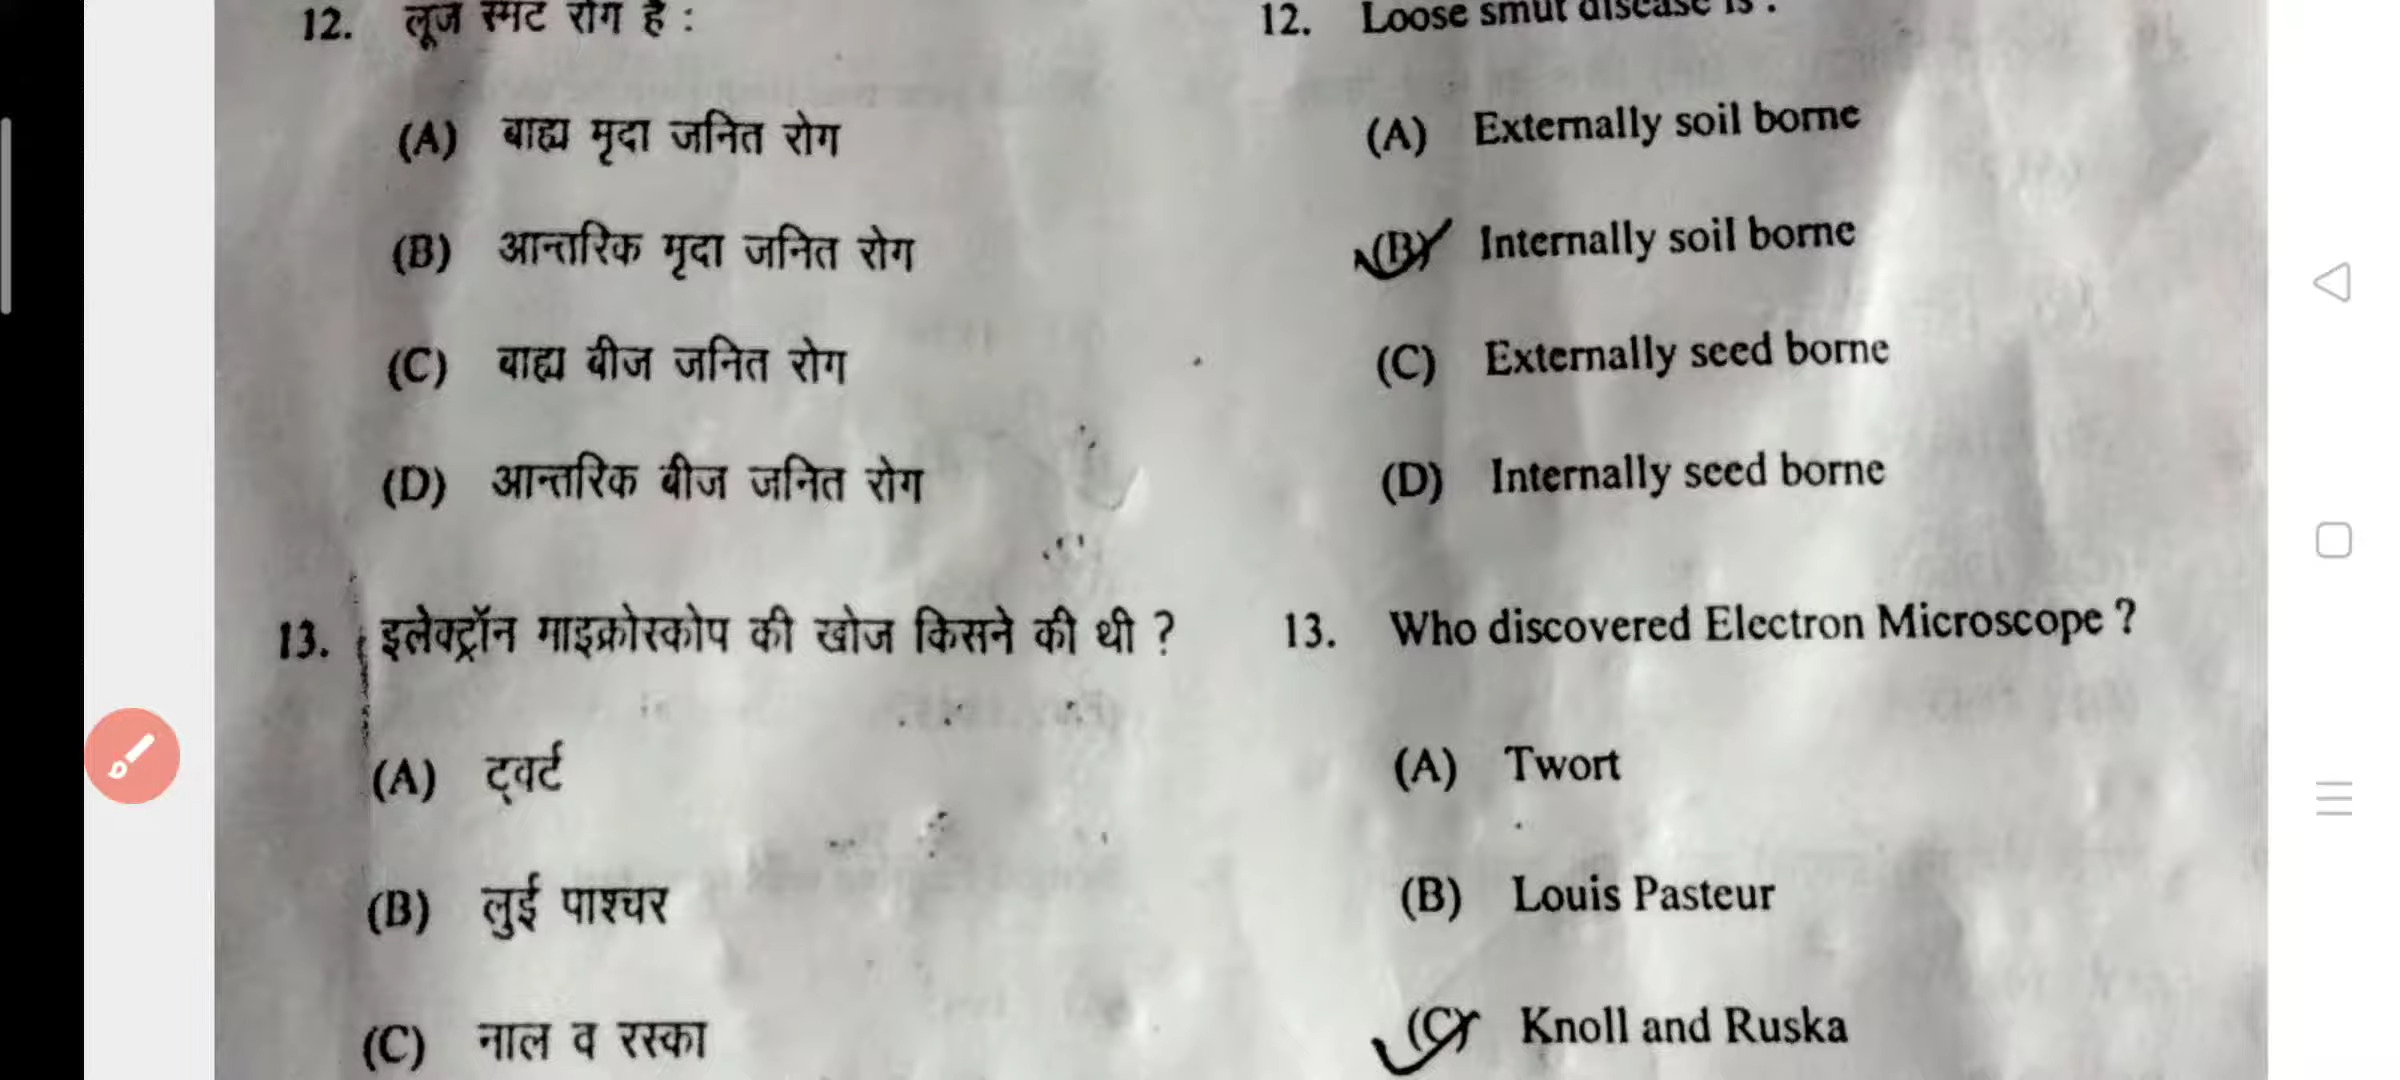 12. लूज स्मट रोग है :
(A) बाह्य मृदा जनित रोग
(B) आन्तरिक मृदा जनित रोग
(C) बाह्य बीज जनित रोग
(D) आन्तरिक बीज जनित रोग
13. इलेक्ट्रॉन माइक्रोस्कोप की खोज किसने की थी ?
(A) ट्वर्ट
(B) लुई पाश्चर
(C) नाल व रस्का
12. Loose smut disease is :
(A) Externally soil borne
(B) Internally soil borne
(C) Externally seed borne
(D) Internally seed borne
13. Who discovered Electron Microscope ?
(A) Twort
(B) Louis Pasteur
(C) Knoll and Ruska